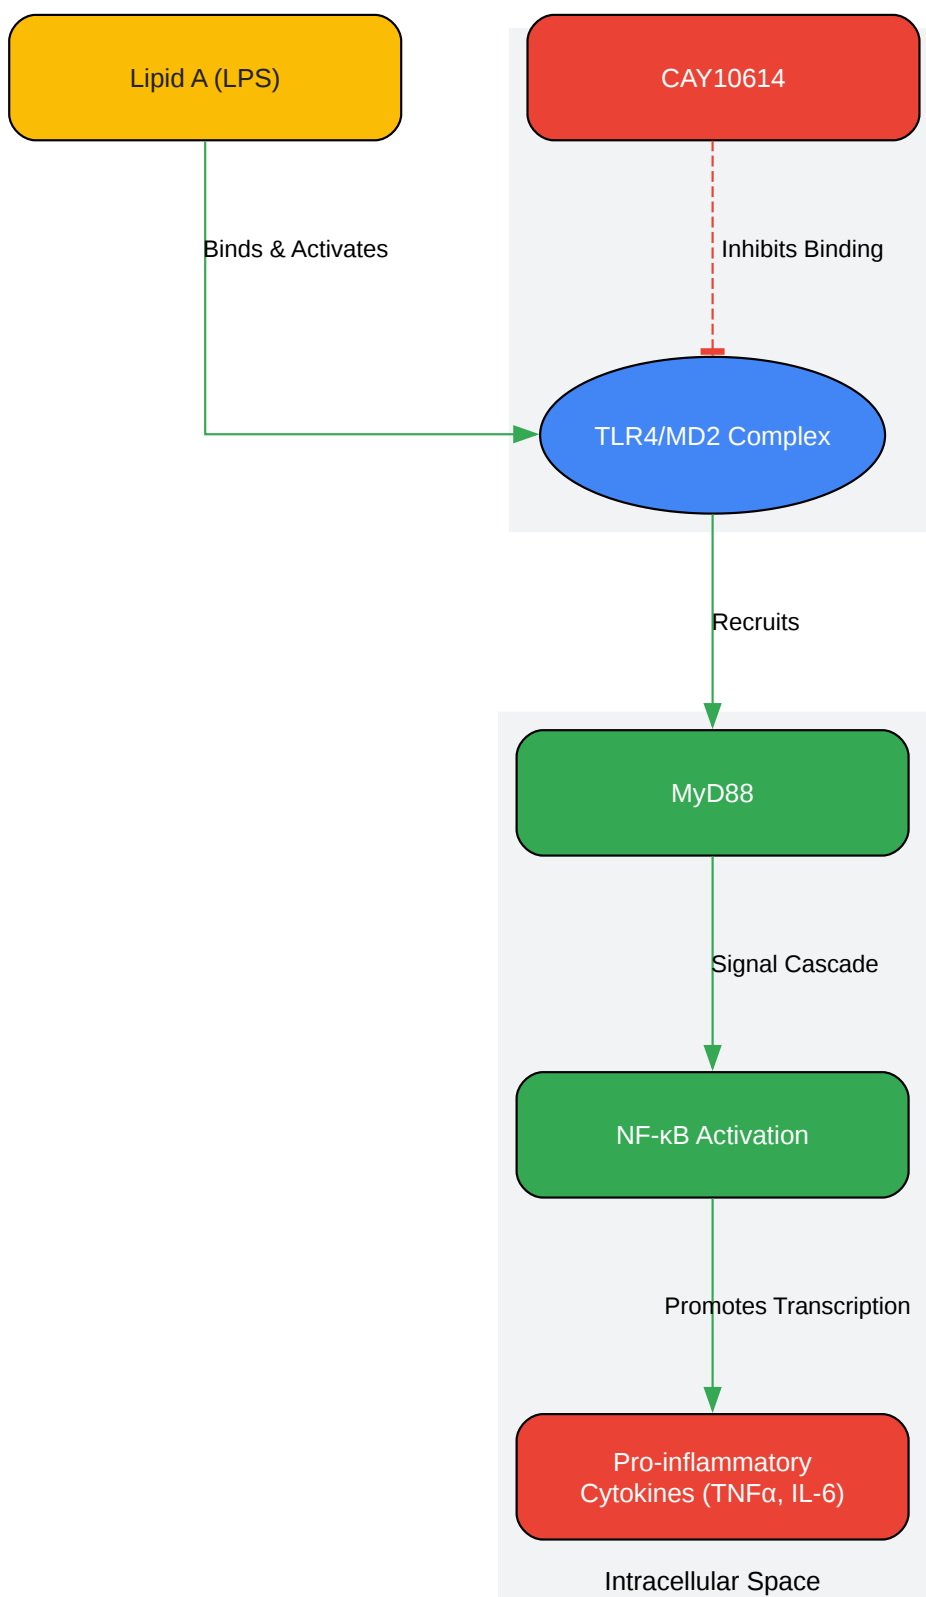 Lipid A (LPS)
CAY10614
Binds & Activates
Inhibits Binding
TLR4/MD2 Complex
Recruits
MyD88
Signal Cascade
NF-κB Activation
Promotes Transcription
Pro-inflammatory
Cytokines (TNFα, IL-6)
Intracellular Space